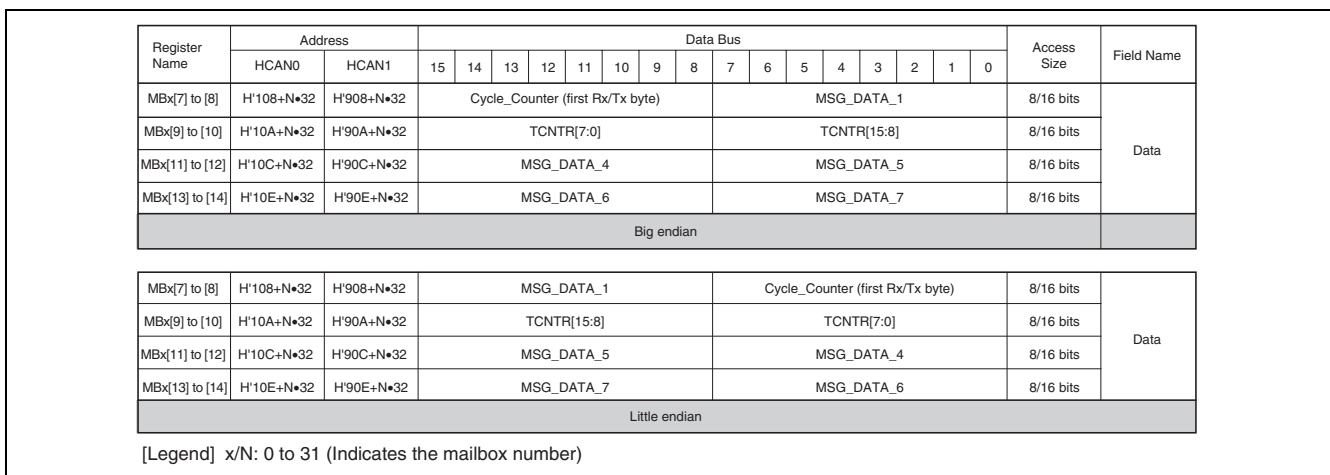 Register Name Address Data Bus Access Size Field Name
HCAN0 HCAN1 15 14 13 12 11 10 9 8 7 6 5 4 3 2 1 0
MBx[7] to [8] H'108+N•32 H'908+N•32 Cycle_Counter (first Rx/Tx byte) MSG_DATA_1 8/16 bits
MBx[9] to [10] H'10A+N•32 H'90A+N•32 TCNTR[7:0] TCNTR[15:8] 8/16 bits
Data
MBx[11] to [12] H'10C+N•32 H'90C+N•32 MSG_DATA_4 MSG_DATA_5 8/16 bits
MBx[13] to [14] H'10E+N•32 H'90E+N•32 MSG_DATA_6 MSG_DATA_7 8/16 bits
Big endian
MBx[7] to [8] H'108+N•32 H'908+N•32 MSG_DATA_1 Cycle_Counter (first Rx/Tx byte) 8/16 bits
MBx[9] to [10] H'10A+N•32 H'90A+N•32 TCNTR[15:8] TCNTR[7:0] 8/16 bits
Data
MBx[11] to [12] H'10C+N•32 H'90C+N•32 MSG_DATA_5 MSG_DATA_4 8/16 bits
MBx[13] to [14] H'10E+N•32 H'90E+N•32 MSG_DATA_7 MSG_DATA_6 8/16 bits
Little endian
[Legend] x/N: 0 to 31 (Indicates the mailbox number)